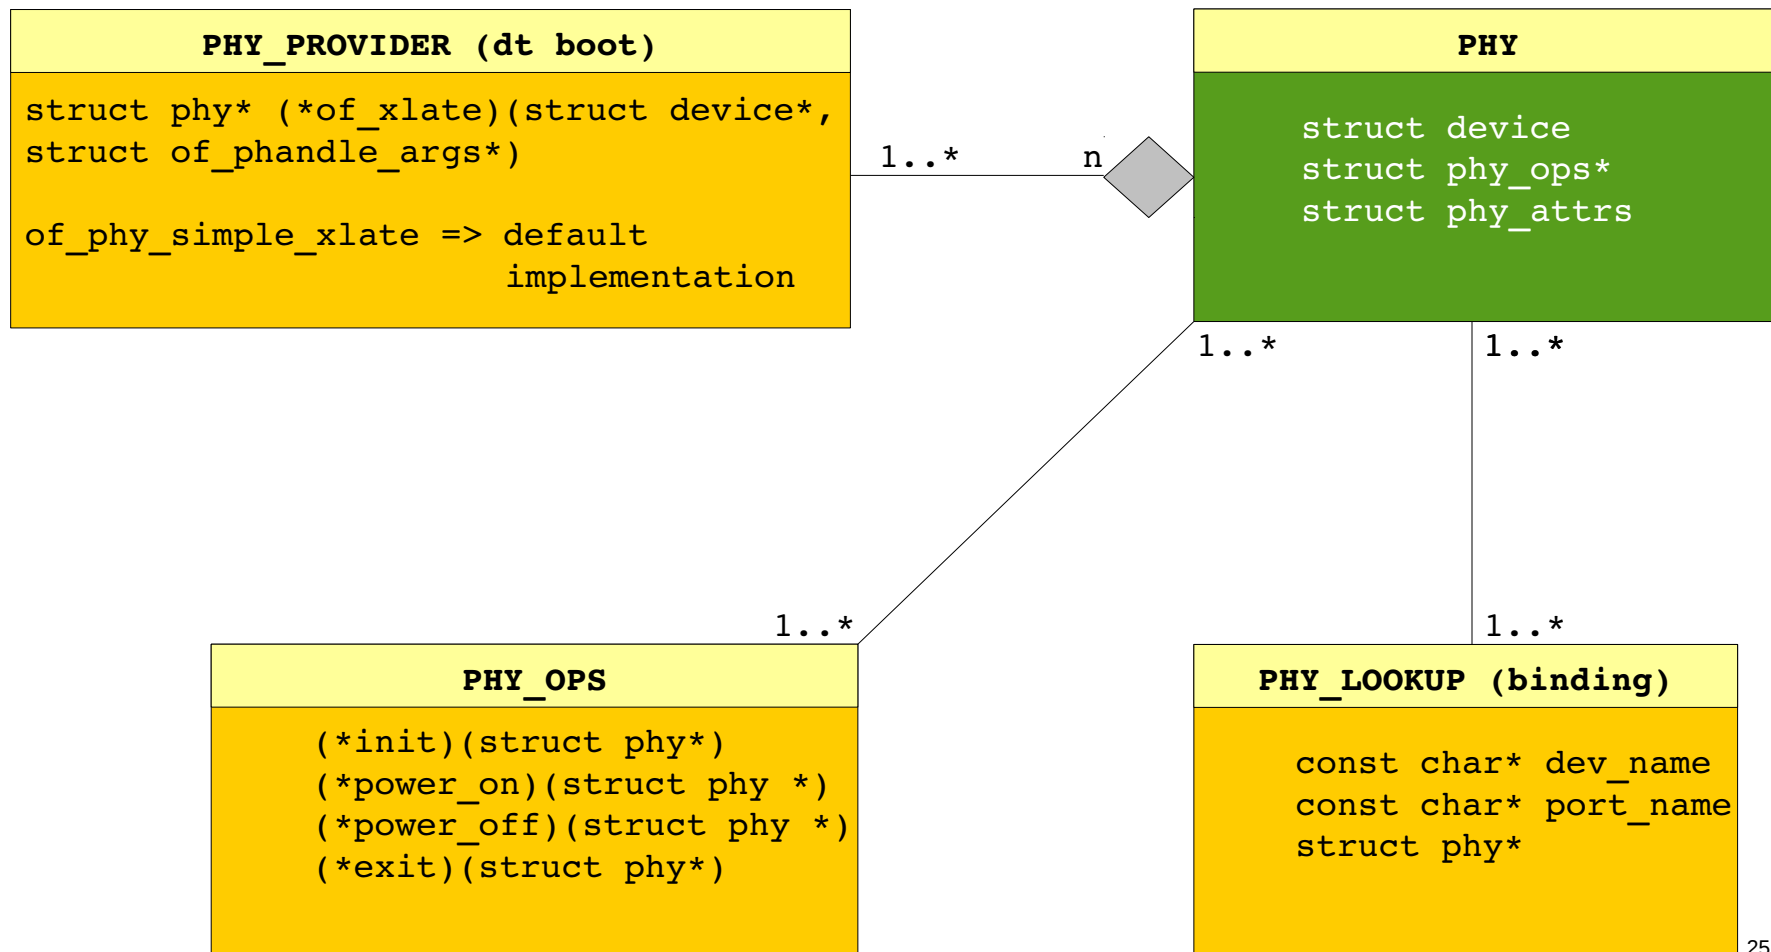 PHY_PROVIDER (dt boot)
struct phy* (*of_xlate)(struct device*,
struct of_phandle_args*)
of_phy_simple_xlate => default
implementation
1..*
n
PHY
struct device
struct phy_ops*
struct phy_attrs
1..*
1..*
1..*
1..*
PHY_OPS
(*init)(struct phy*)
(*power_on)(struct phy *)
(*power_off)(struct phy *)
(*exit)(struct phy*)
PHY_LOOKUP (binding)
const char* dev_name
const char* port_name
struct phy*
25